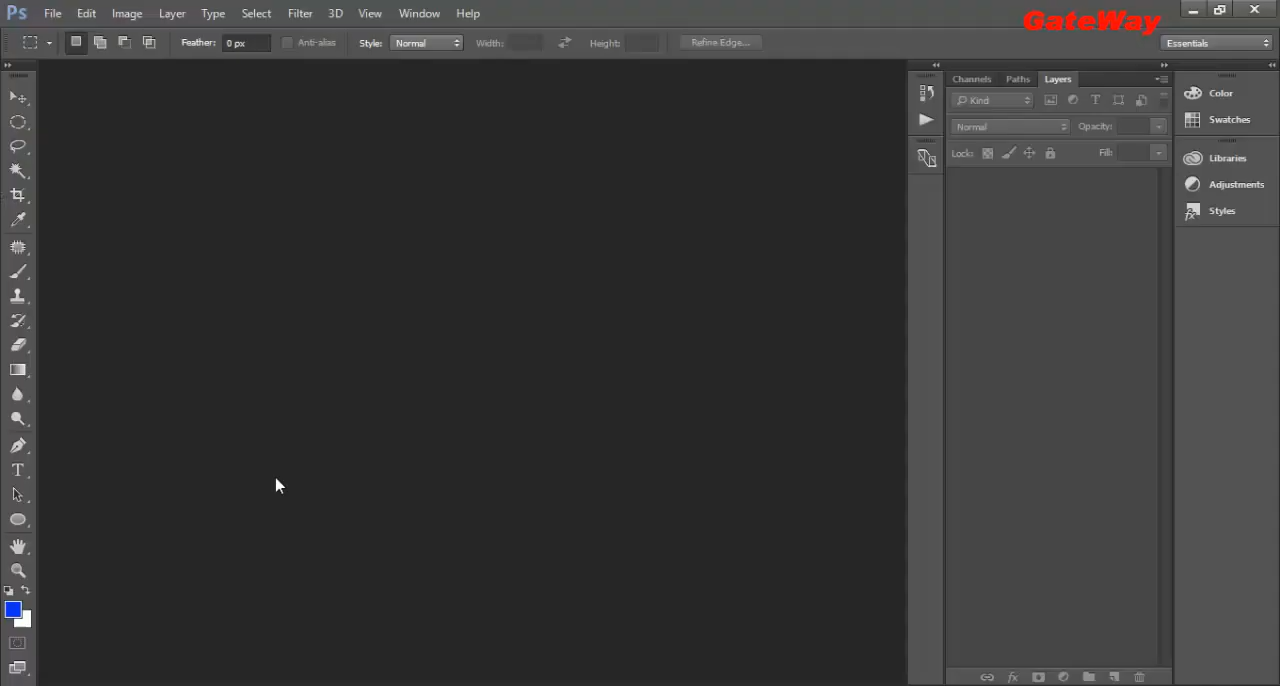 Ps File Edit Image Layer Type Select Filter 3D View Window Help
GateWay
Feather: 0 px Anti-alias Style: Normal Width: Height: Refine Edge... Essentials
Channels Paths Layers
Kind
Normal Opacity:
Lock: Fill:
Color
Swatches
Libraries
Adjustments
Styles